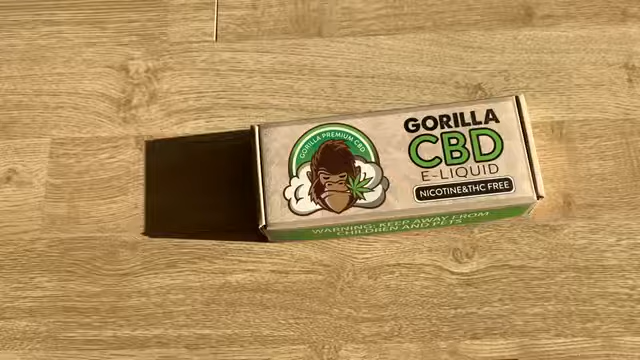 GORILLA PREMIUM CBD
GORILLA
CBD
E-LIQUID
NICOTINE&THC FREE
WARNING: KEEP AWAY FROM
CHILDREN AND PETS